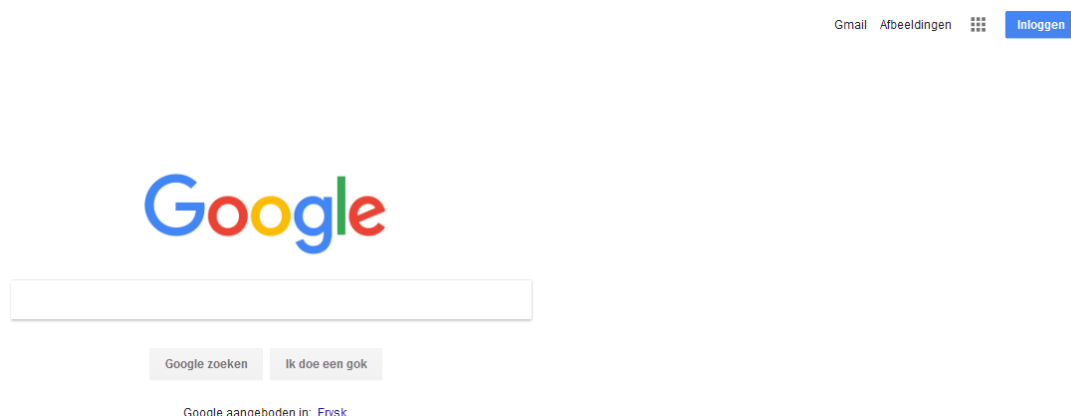 Gmail Afbeeldingen Inloggen
Google
Google zoeken Ik doe een gok
Google aangeboden in: Frysk